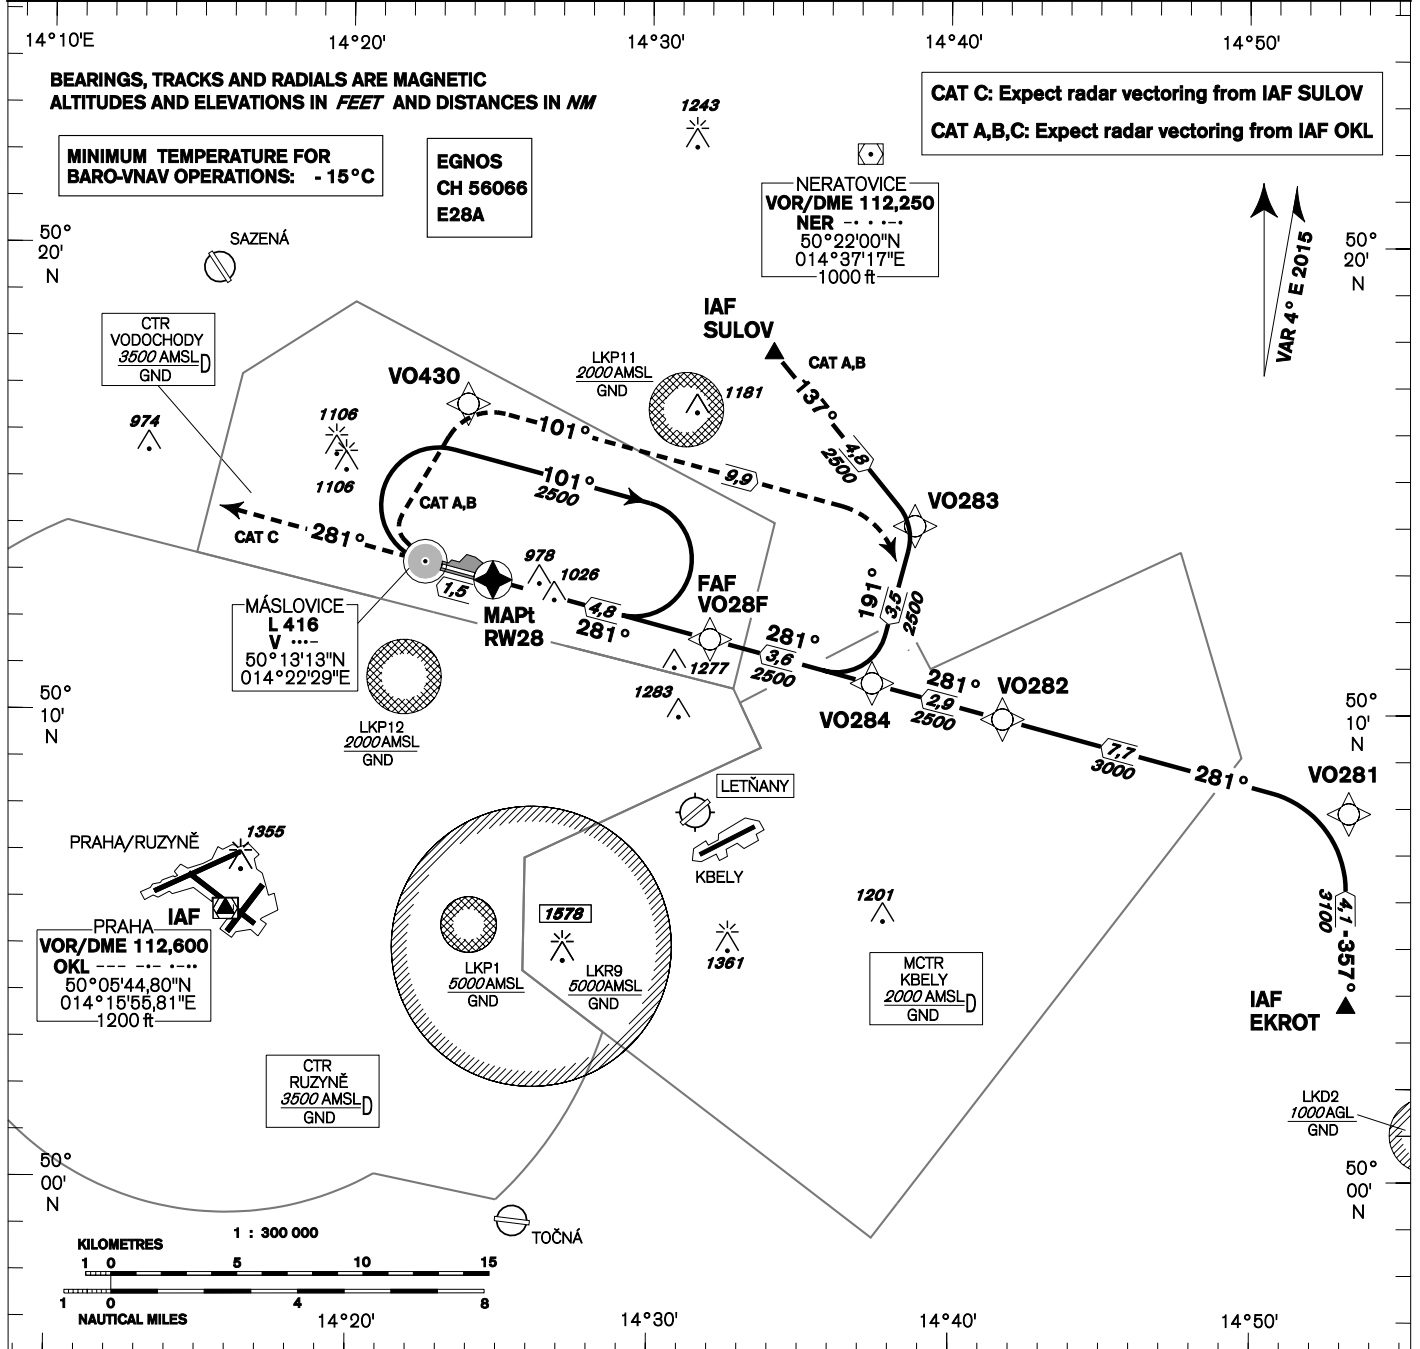 14°10'E
14°20'
14°30'
14°40'
14°50'
BEARINGS, TRACKS AND RADIALS ARE MAGNETIC
ALTITUDES AND ELEVATIONS IN FEET AND DISTANCES IN NM
CAT C: Expect radar vectoring from IAF SULOV
CAT A,B,C: Expect radar vectoring from IAF OKL
MINIMUM TEMPERATURE FOR
BARO-VNAV OPERATIONS: - 15°C
EGNOS
CH 56066
E28A
1243
NERATOVICE
VOR/DME 112,250
NER -· · ·-·
50°22'00"N
014°37'17"E
1000 ft
VAR 4° E 2015
50°
20'
N
50°
20'
N
SAZENÁ
CTR
VODOCHODY
3500 AMSL D
GND
IAF
SULOV
CAT A,B
137°
4,8
2500
LKP11
2000 AMSL
GND
1181
VO430
974
1106
1106
101°
9,9
101°
2500
CAT A,B
CAT C
281°
VO283
191°
3,5
2500
978
1026
1,5
MAPt
RW28
4,8
281°
FAF
VO28F
281°
3,6
2500
MÁSLOVICE
L 416
V ···-
50°13'13"N
014°22'29"E
1277
1283
VO284
281°
2,9
2500
VO282
7,7
3000
281°
VO281
50°
10'
N
50°
10'
N
LKP12
2000 AMSL
GND
LETŇANY
KBELY
PRAHA/RUZYNĚ
1355
IAF
PRAHA
VOR/DME 112,600
OKL --- -·- ·-··
50°05'44,80"N
014°15'55,81"E
1200 ft
1578
LKP1
5000 AMSL
GND
LKR9
5000AMSL
GND
1361
1201
MCTR
KBELY
2000 AMSL D
GND
4,1
3100
357°
IAF
EKROT
CTR
RUZYNĚ
3500 AMSL D
GND
LKD2
1000 AGL
GND
50°
00'
N
50°
00'
N
TOČNÁ
1 : 300 000
KILOMETRES
1 0 5 10 15
1 0 4 8
NAUTICAL MILES
14°20'
14°30'
14°40'
14°50'